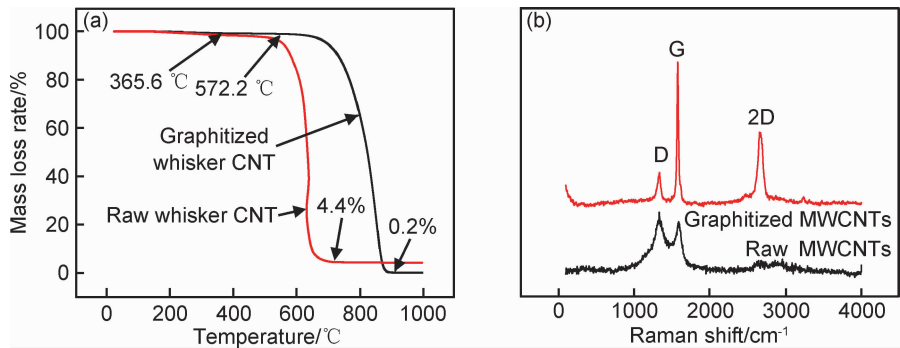 (a)
Mass loss rate/%
100
80
60
40
20
0
365.6 ℃
572.2 ℃
Graphitized
whisker CNT
Raw whisker CNT
4.4%
0.2%
0 200 400 600 800 1000
Temperature/℃
(b)
G
2D
D
Graphitized MWCNTs
Raw MWCNTs
0 1000 2000 3000 4000
Raman shift/cm⁻¹